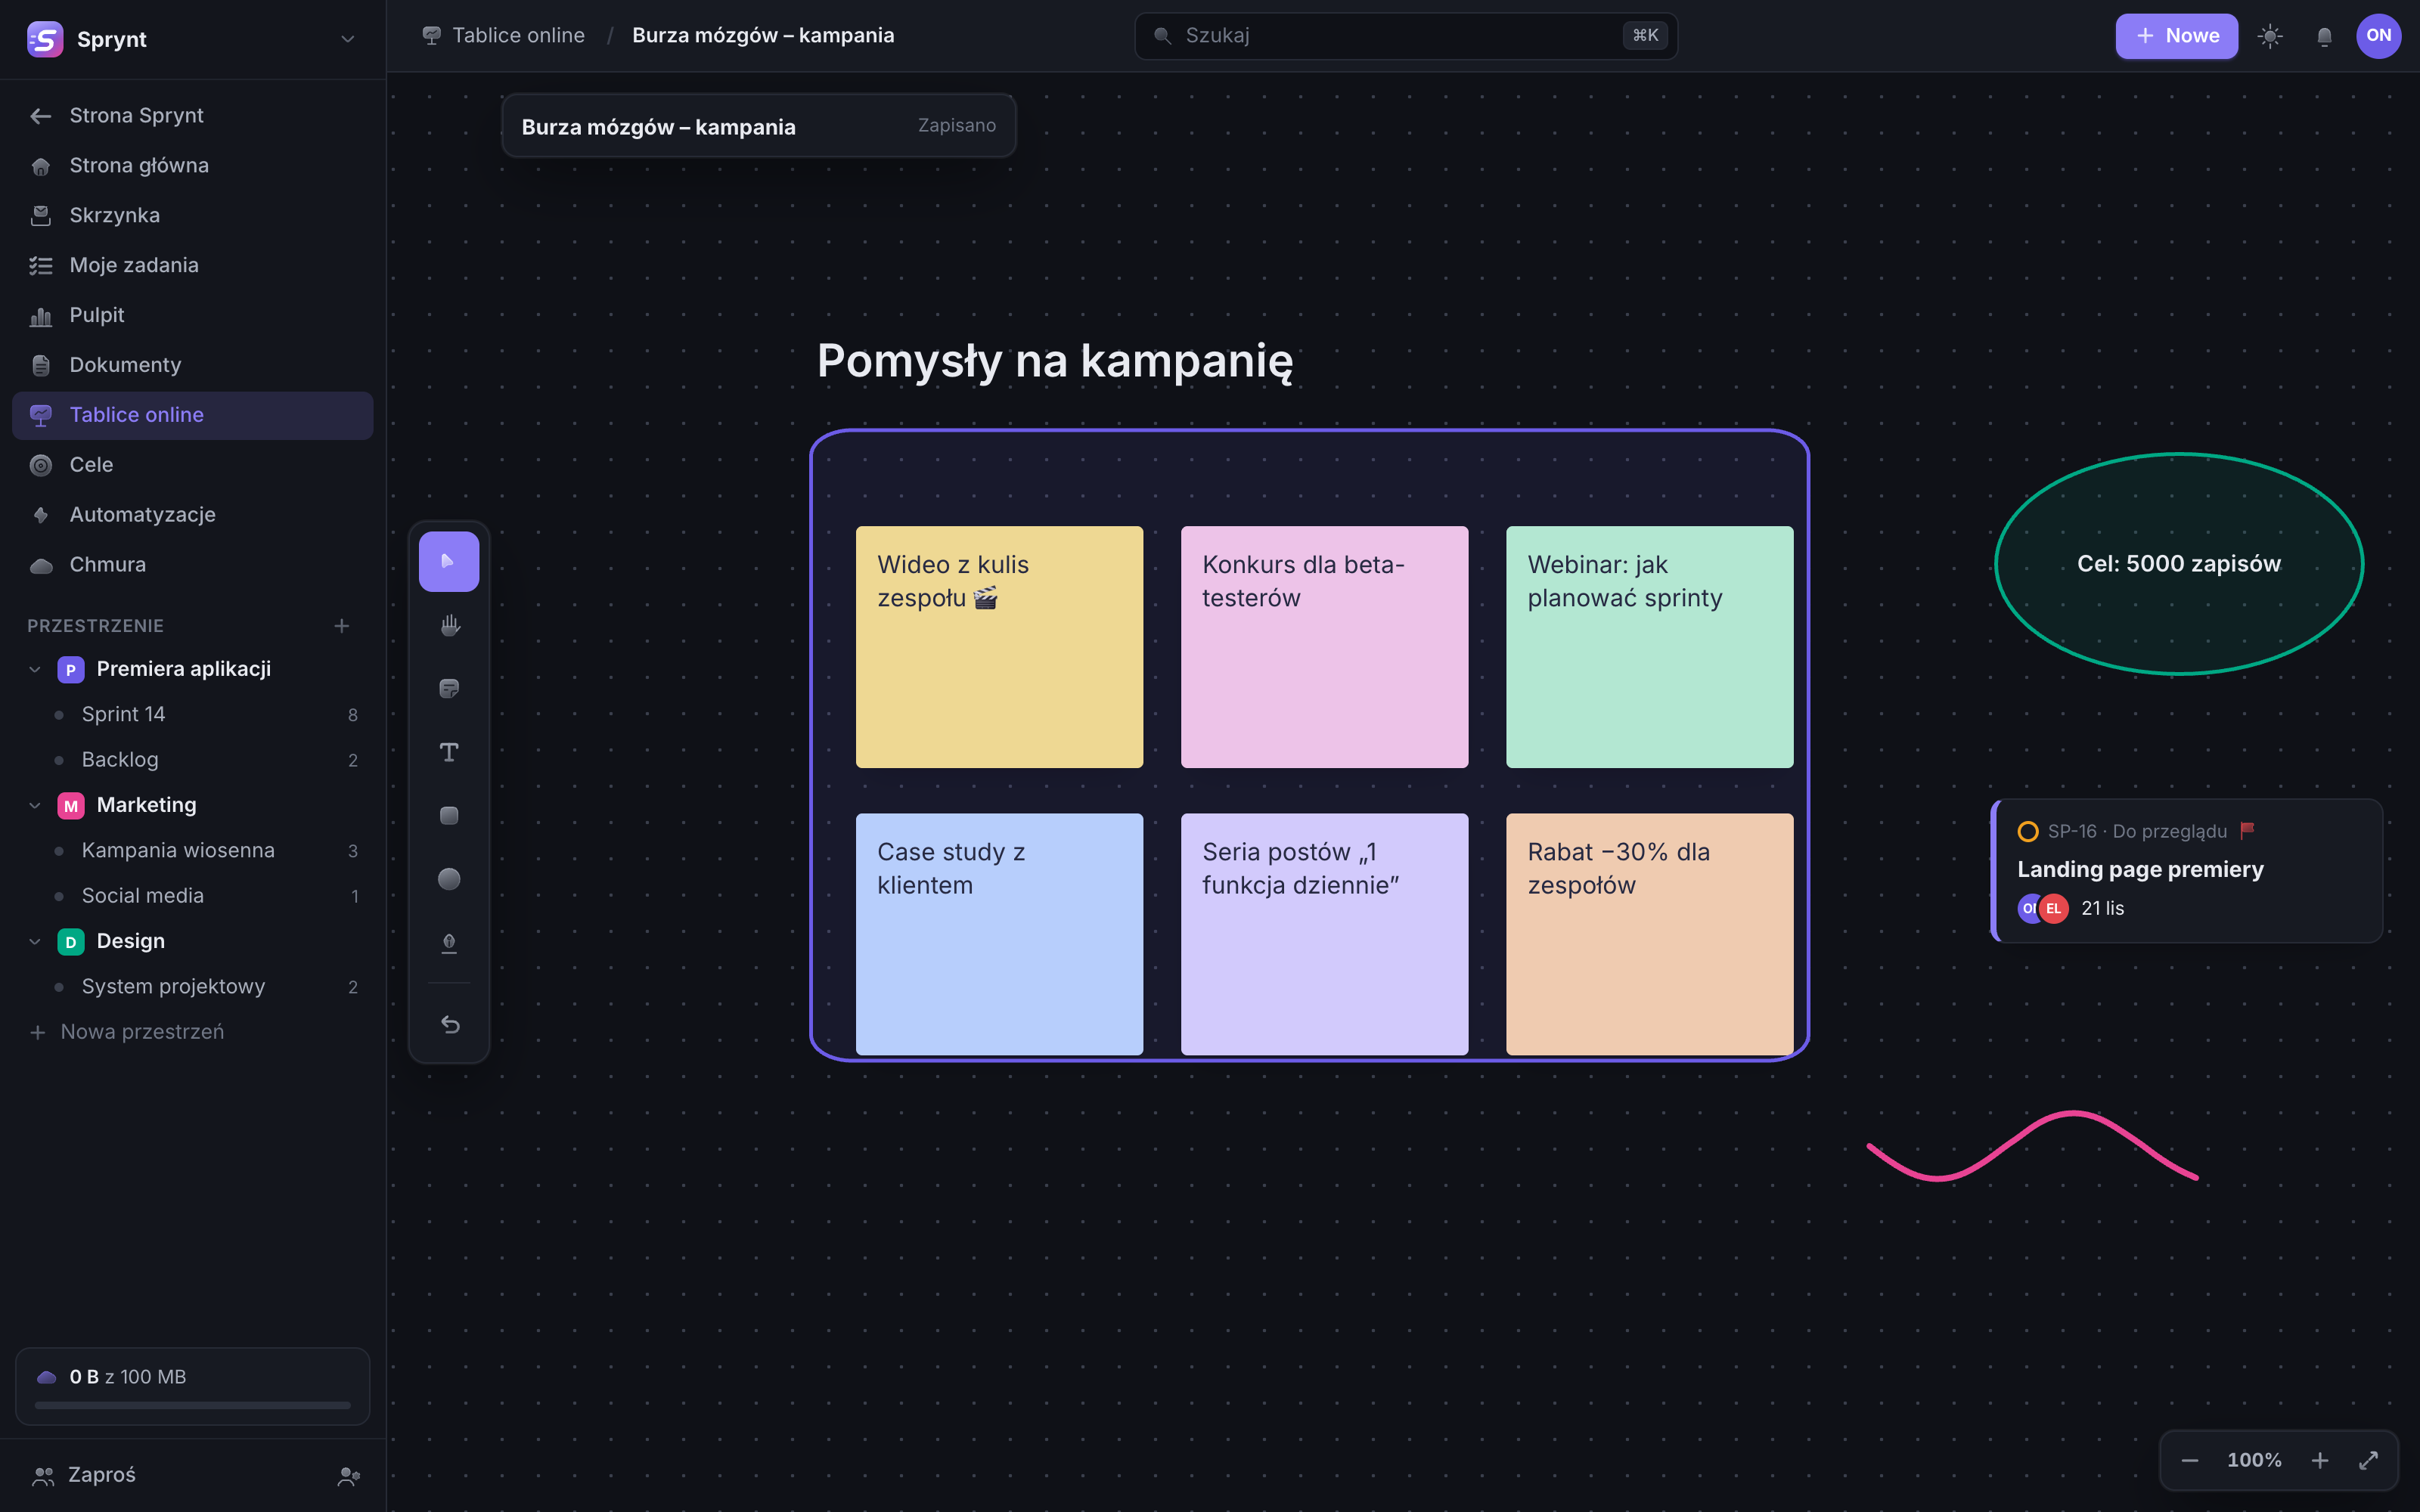 Sprynt
Strona Sprynt
Strona główna
Skrzynka
Moje zadania
Pulpit
Dokumenty
Tablice online
Cele
Automatyzacje
Chmura
PRZESTRZENIE
P Premiera aplikacji
Sprint 14 8
Backlog 2
M Marketing
Kampania wiosenna 3
Social media 1
D Design
System projektowy 2
Nowa przestrzeń
0 B z 100 MB
Zaproś
Tablice online / Burza mózgów – kampania
Szukaj ⌘K
+ Nowe
ON
Burza mózgów – kampania Zapisano
Pomysły na kampanię
Wideo z kulis
zespołu 🎬
Konkurs dla beta-
testerów
Webinar: jak
planować sprinty
Case study z
klientem
Seria postów „1
funkcja dziennie”
Rabat −30% dla
zespołów
Cel: 5000 zapisów
SP-16 · Do przeglądu
Landing page premiery
EL 21 lis
100%